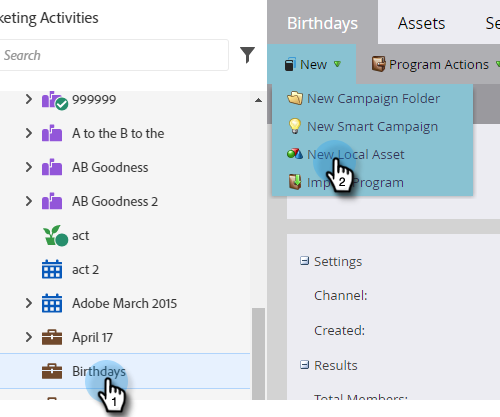 keting Activities
Search
999999
A to the B to the
AB Goodness
AB Goodness 2
act
act 2
Adobe March 2015
April 17
Birthdays
1
Birthdays Assets Se
New Program Actions
New Campaign Folder
New Smart Campaign
New Local Asset
2
Imp Program
Settings
Channel:
Created:
Results
Total Members: